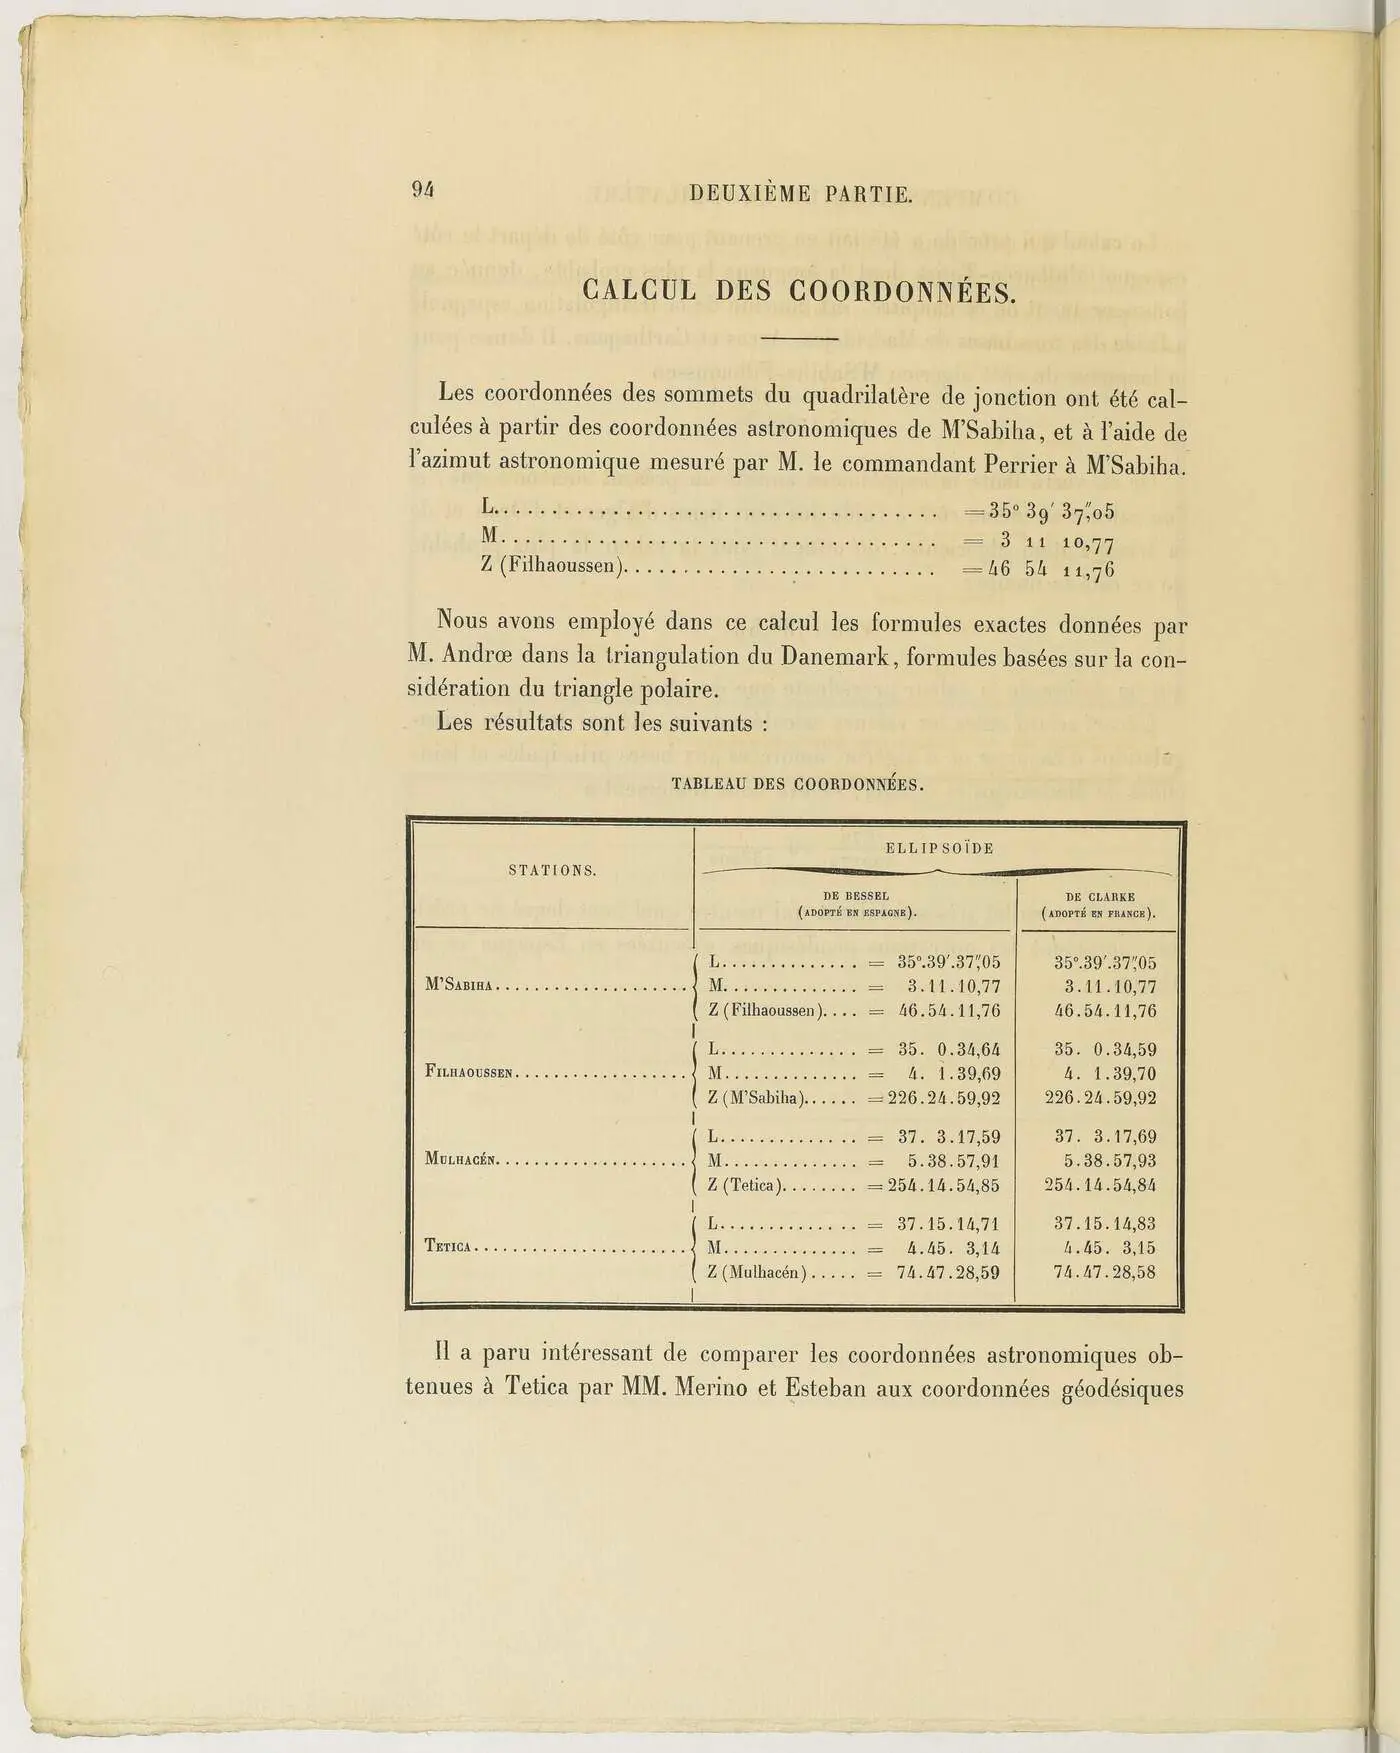 94
DEUXIÈME PARTIE.
CALCUL DES COORDONNÉES.
Les coordonnées des sommets du quadrilatère de jonction ont été cal-
culées à partir des coordonnées astronomiques de M'Sabiha, et à l'aide de
l'azimut astronomique mesuré par M. le commandant Perrier à M'Sabiha.
L..................................... = 35° 39′ 37″,05
M.................................... = 3 11 10,77
Z (Filhaoussen).......................... = 46 54 11,76
Nous avons employé dans ce calcul les formules exactes données par
M. Andrœ dans la triangulation du Danemark, formules basées sur la con-
sidération du triangle polaire.
Les résultats sont les suivants :
TABLEAU DES COORDONNÉES.
STATIONS.
ELLIPSOÏDE
DE BESSEL
(ADOPTÉ EN ESPAGNE).
DE CLARKE
(ADOPTÉ EN FRANCE).
L.............. = 35°.39′.37″,05 35°.39′.37″,05
M'SABIHA.................... M.............. = 3.11.10,77 3.11.10,77
Z (Filhaoussen).... = 46.54.11,76 46.54.11,76
L.............. = 35. 0.34,64 35. 0.34,59
FILHAOUSSEN.................. M.............. = 4. 1.39,69 4. 1.39,70
Z (M'Sabiha)...... = 226.24.59,92 226.24.59,92
L.............. = 37. 3.17,59 37. 3.17,69
MULHACÉN.................... M.............. = 5.38.57,91 5.38.57,93
Z (Tetica)........ = 254.14.54,85 254.14.54,84
L.............. = 37.15.14,71 37.15.14,83
TETICA....................... M.............. = 4.45. 3,14 4.45. 3,15
Z (Mulhacén)..... = 74.47.28,59 74.47.28,58
Il a paru intéressant de comparer les coordonnées astronomiques ob-
tenues à Tetica par MM. Merino et Esteban aux coordonnées géodésiques